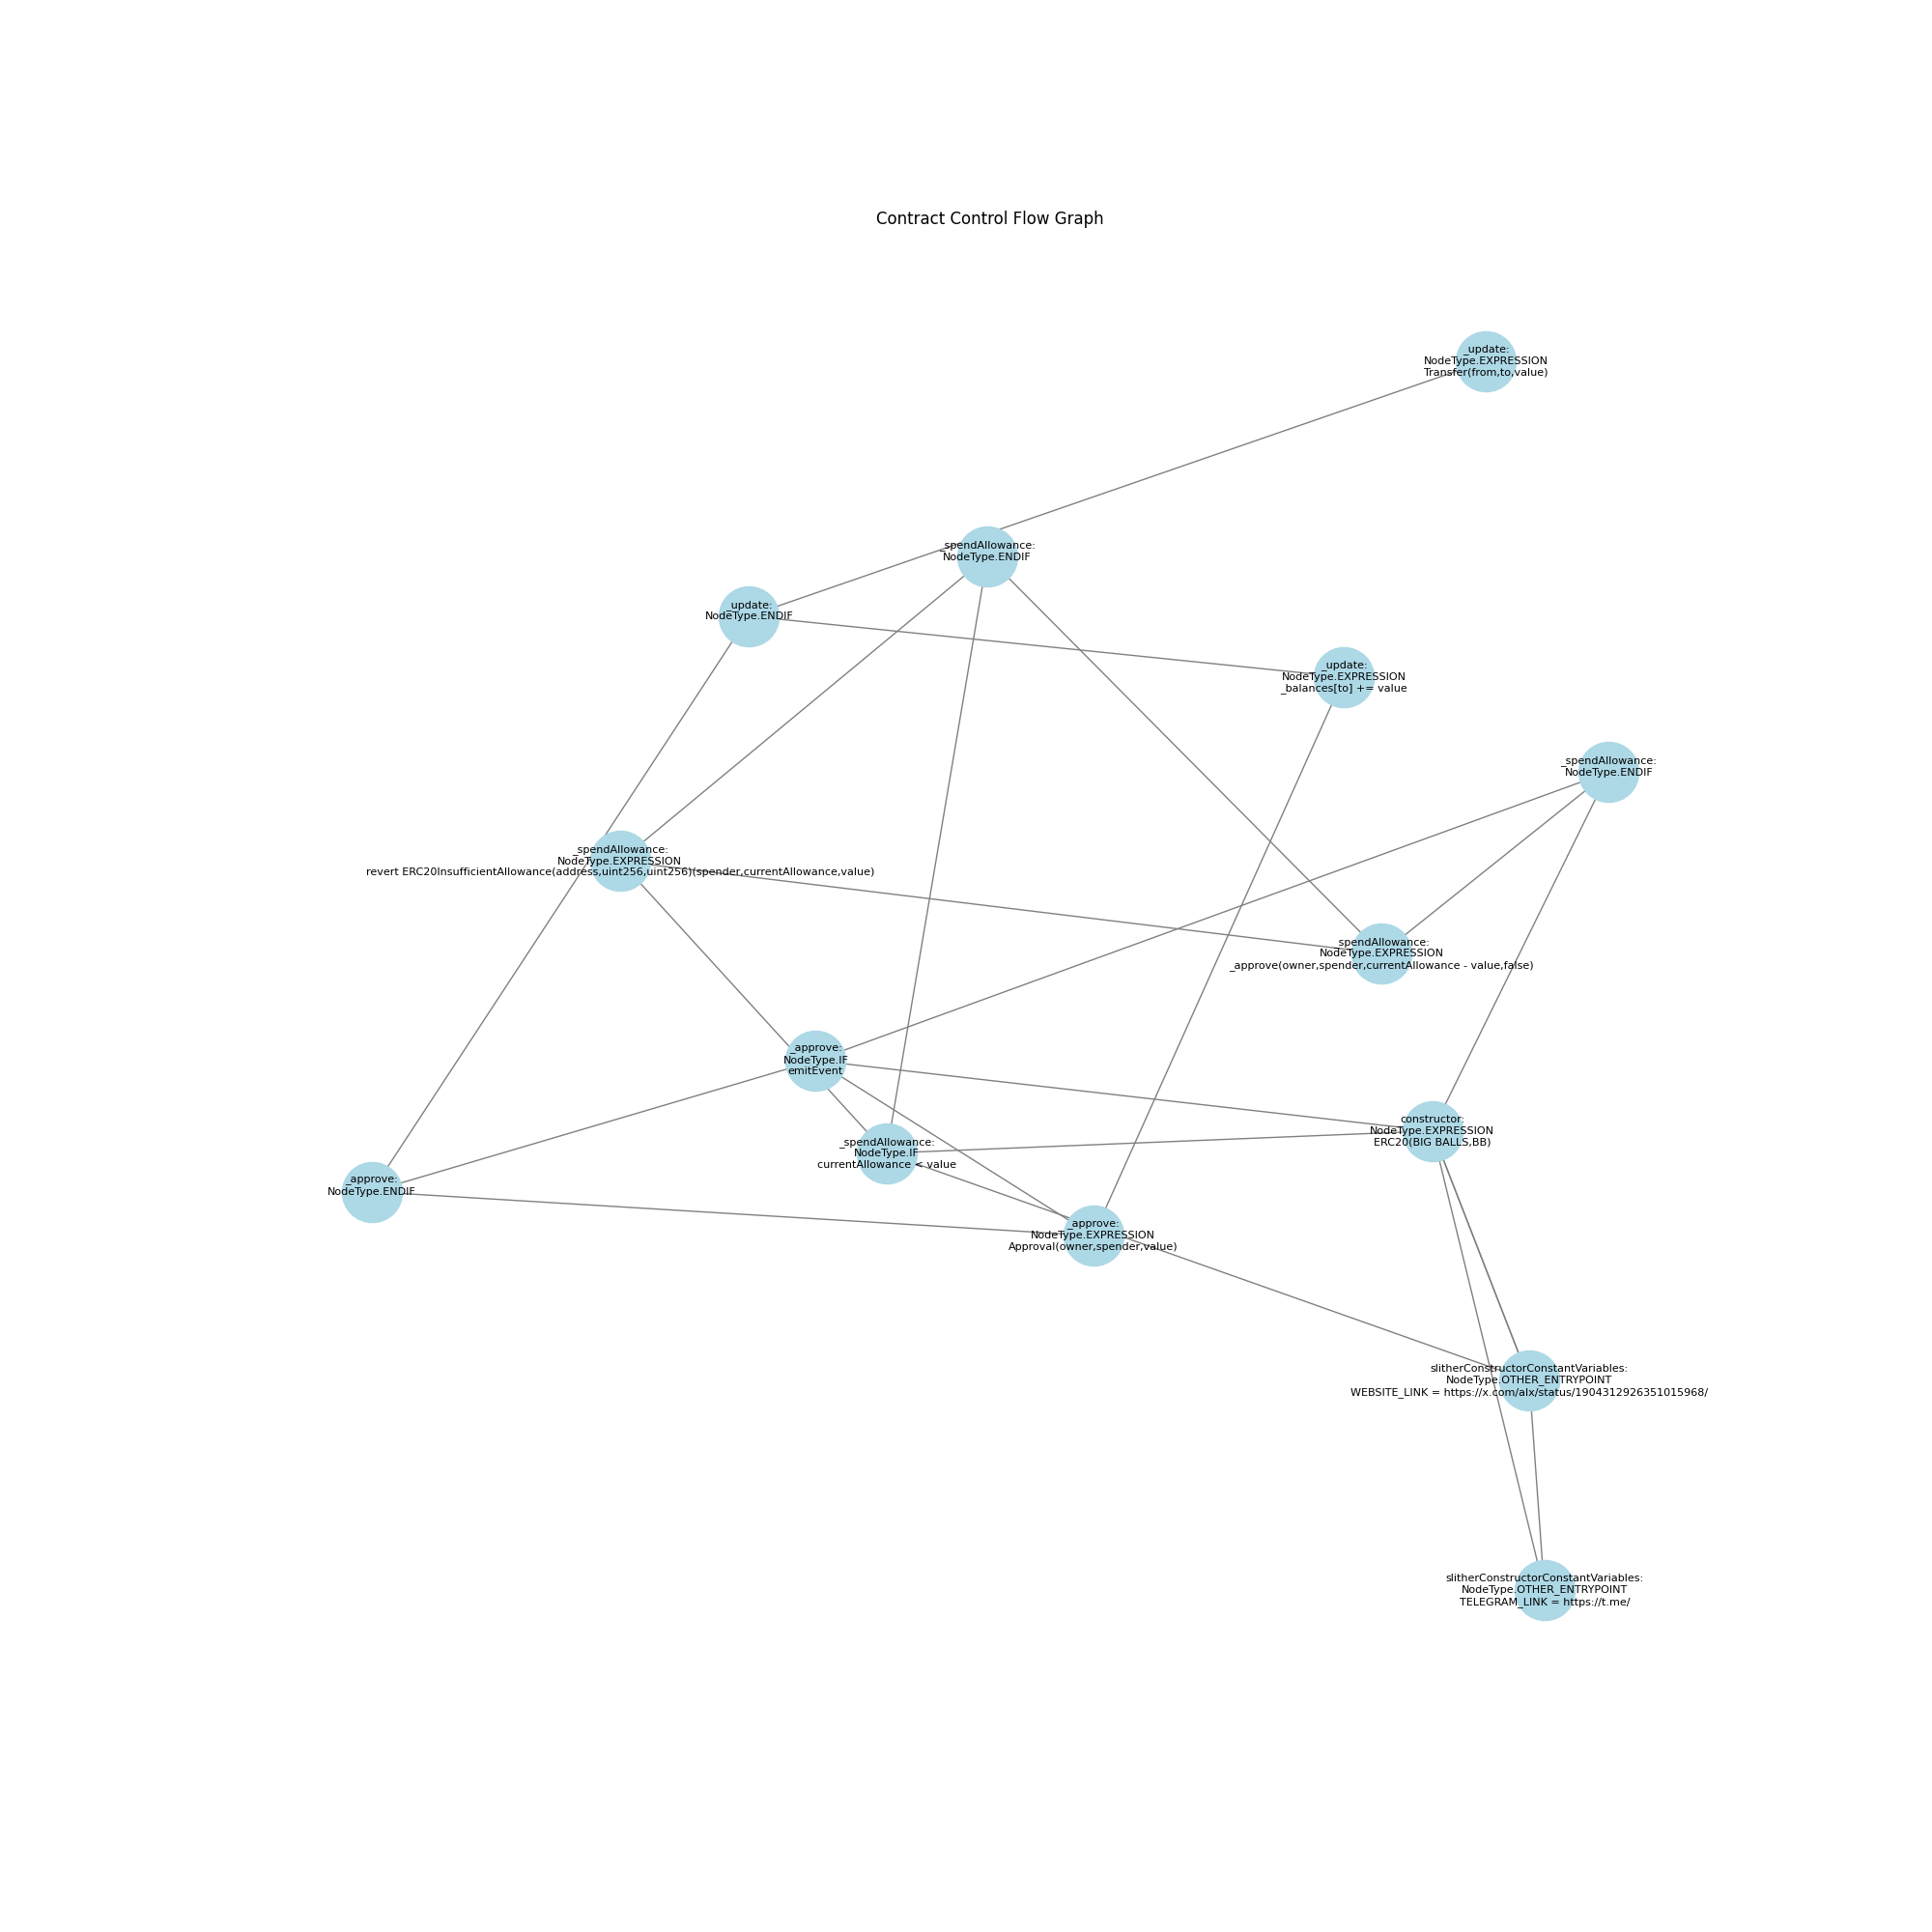 Contract Control Flow Graph
_update:
NodeType.EXPRESSION
Transfer(from,to,value)
_spendAllowance:
NodeType.ENDIF
_update:
NodeType.ENDIF
_update:
NodeType.EXPRESSION
_balances[to] += value
_spendAllowance:
NodeType.ENDIF
_spendAllowance:
NodeType.EXPRESSION
revert ERC20InsufficientAllowance(address,uint256,uint256)(spender,currentAllowance,value)
_spendAllowance:
NodeType.EXPRESSION
_approve(owner,spender,currentAllowance - value,false)
_approve:
NodeType.IF
emitEvent
constructor:
NodeType.EXPRESSION
ERC20(BIG BALLS,BB)
_spendAllowance:
NodeType.IF
currentAllowance < value
_approve:
NodeType.ENDIF
_approve:
NodeType.EXPRESSION
Approval(owner,spender,value)
slitherConstructorConstantVariables:
NodeType.OTHER_ENTRYPOINT
WEBSITE_LINK = https://x.com/alx/status/1904312926351015968/
slitherConstructorConstantVariables:
NodeType.OTHER_ENTRYPOINT
TELEGRAM_LINK = https://t.me/